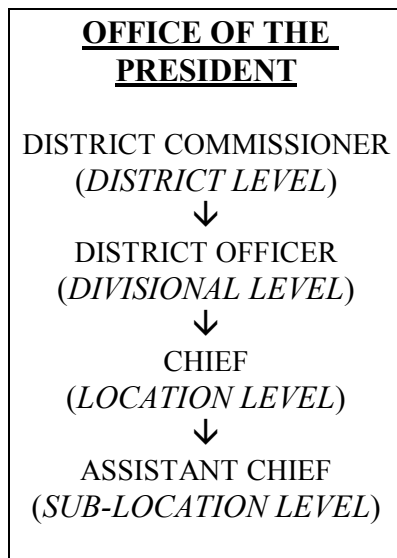 OFFICE OF THE
PRESIDENT
DISTRICT COMMISSIONER
(DISTRICT LEVEL)
↓
DISTRICT OFFICER
(DIVISIONAL LEVEL)
↓
CHIEF
(LOCATION LEVEL)
↓
ASSISTANT CHIEF
(SUB-LOCATION LEVEL)